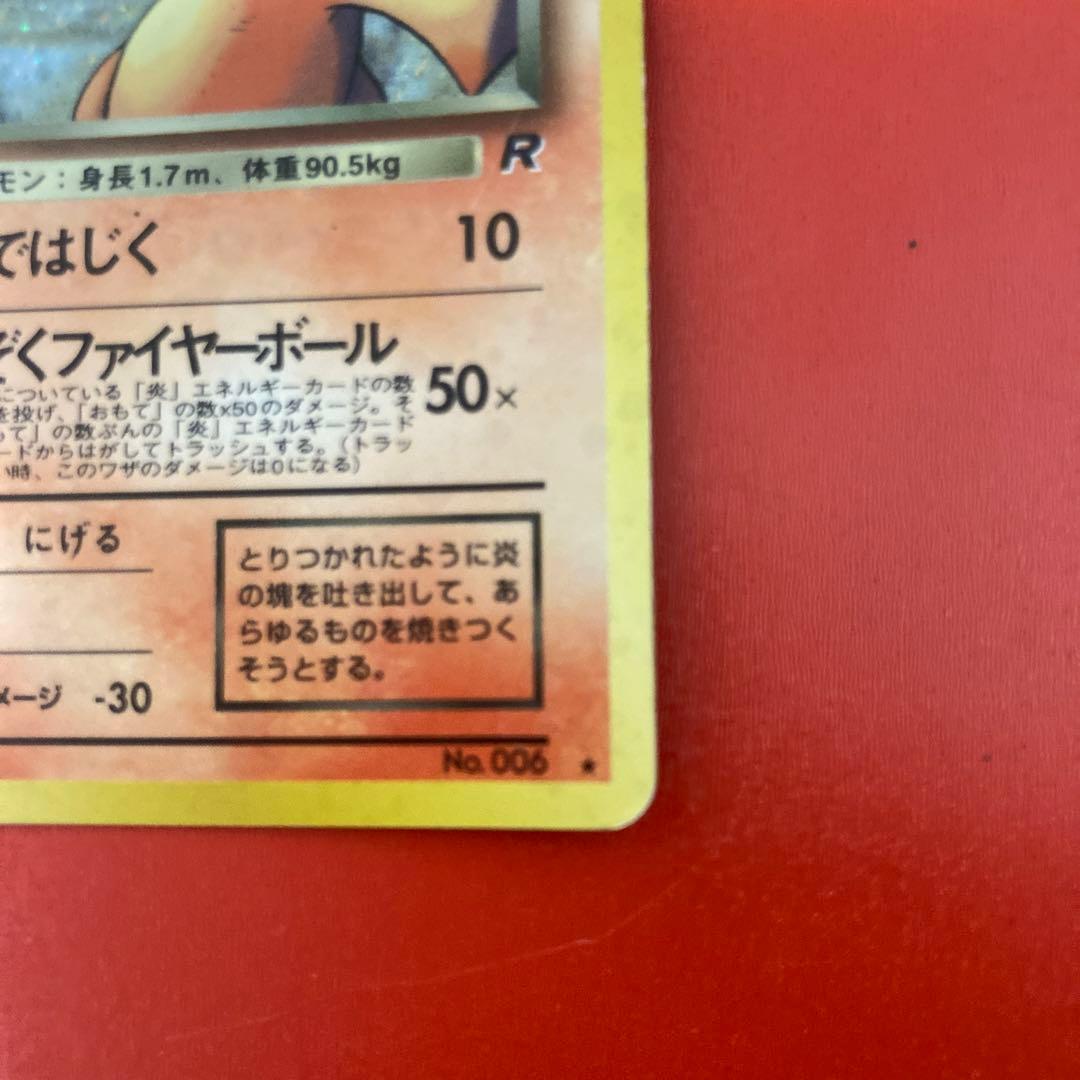 モン：身長1.7m、体重90.5kg
R
ではじく 10
ぞくファイヤーボール
50×
についている「炎」エネルギーカードの数
を投げ、「おもて」の数x50のダメージ。そ
て」の数ぶんの「炎」エネルギーカード
ードからはがしてトラッシュする。（トラッ
い時、このワザのダメージは0になる）
にげる
とりつかれたように炎
の塊を吐き出して、あ
らゆるものを焼きつく
そうとする。
メージ -30
No. 006 ★